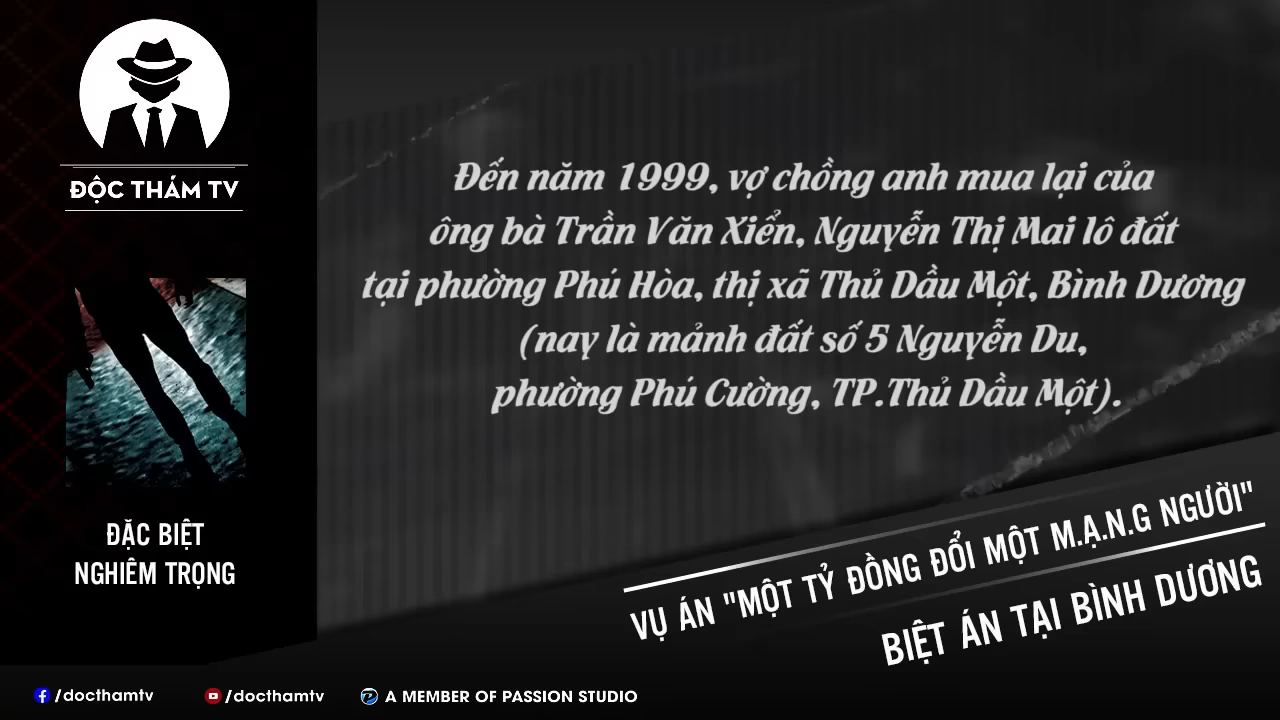 ĐỘC THÁM TV
ĐẶC BIỆT
NGHIÊM TRỌNG
Đến năm 1999, vợ chồng anh mua lại của
ông bà Trần Văn Xiển, Nguyễn Thị Mai lô đất
tại phường Phú Hòa, thị xã Thủ Dầu Một, Bình Dương
(nay là mảnh đất số 5 Nguyễn Du,
phường Phú Cường, TP.Thủ Dầu Một).
VỤ ÁN "MỘT TỶ ĐỒNG ĐỔI MỘT M.Ạ.N.G NGƯỜI"
BIỆT ÁN TẠI BÌNH DƯƠNG
/docthamtv
/docthamtv
A MEMBER OF PASSION STUDIO